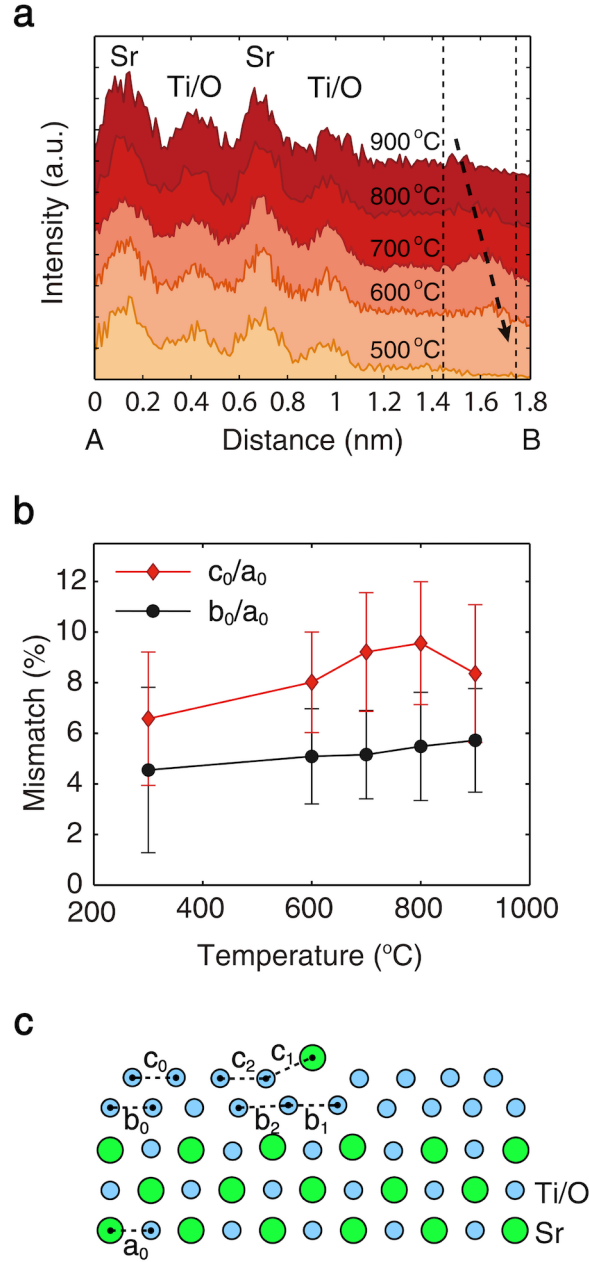 a
Sr
Sr
Ti/O
Ti/O
900 °C
800 °C
700 °C
600 °C
500 °C
Intensity (a.u.)
0 0.2 0.4 0.6 0.8 1 1.2 1.4 1.6 1.8
A Distance (nm) B
b
c₀/a₀
b₀/a₀
12
10
8
6
4
2
0
Mismatch (%)
200 400 600 800 1000
Temperature (°C)
c
c₀ c₂ c₁
b₀ b₂ b₁
Ti/O
Sr
a₀